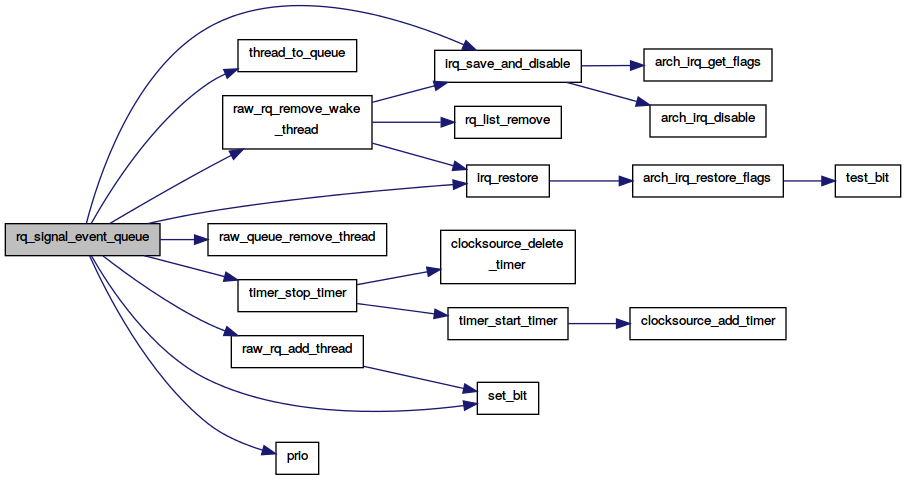 rq_signal_event_queue
thread_to_queue
raw_rq_remove_wake
_thread
raw_queue_remove_thread
timer_stop_timer
raw_rq_add_thread
prio
irq_save_and_disable
rq_list_remove
irq_restore
clocksource_delete
_timer
timer_start_timer
set_bit
arch_irq_get_flags
arch_irq_disable
arch_irq_restore_flags
clocksource_add_timer
test_bit